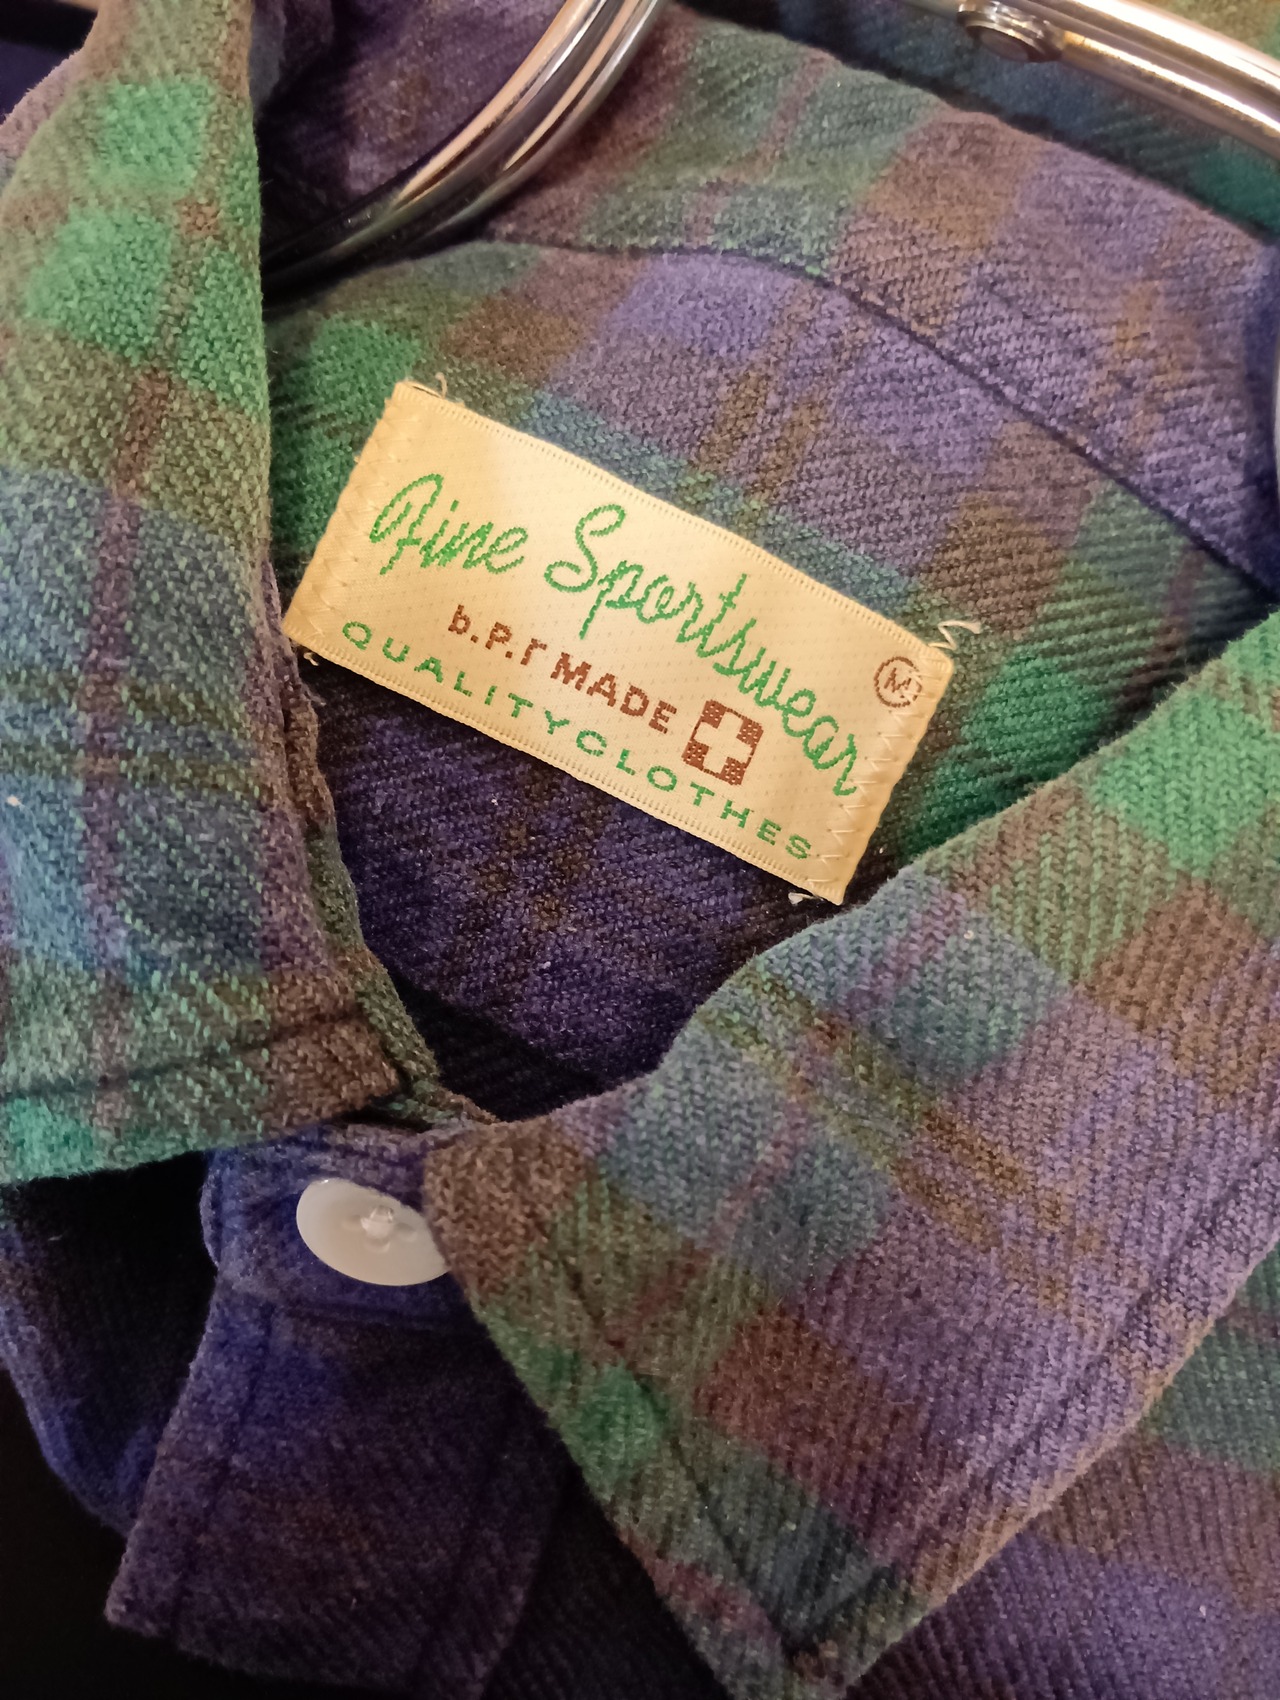 Fine Sportswear
M
b.P.r MADE
QUALITYCLOTHES